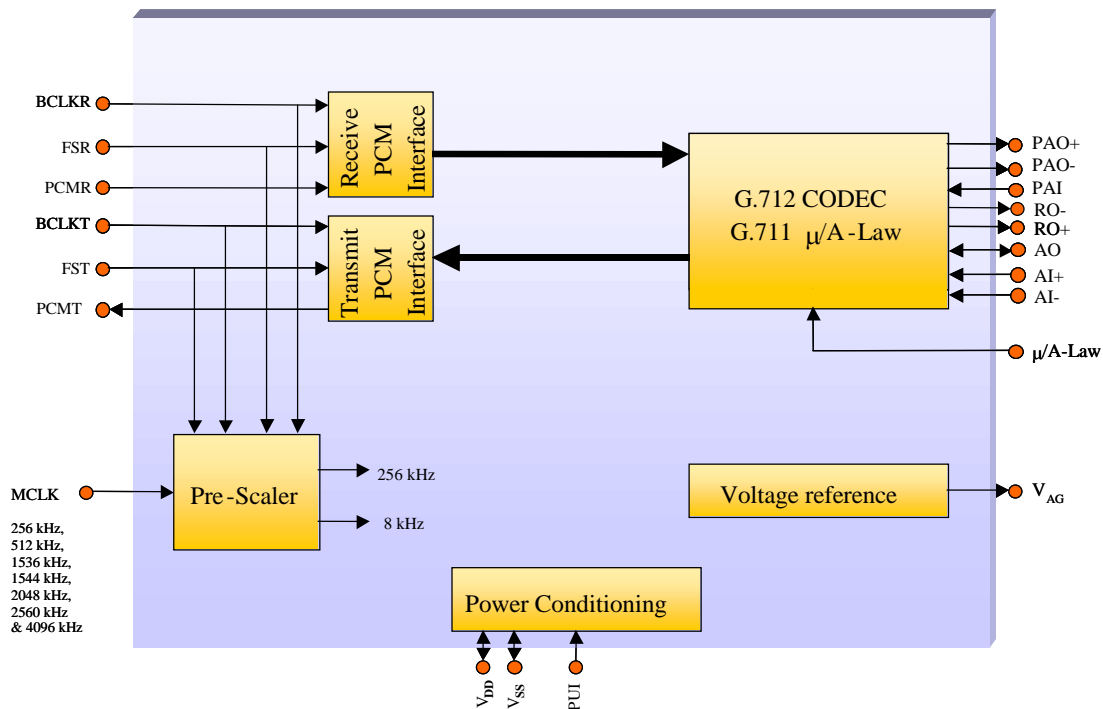 BCLKR
FSR
PCMR
BCLKT
FST
PCMT
Receive
PCM
Interface
Transmit
PCM
Interface
G.712 CODEC
G.711 μ/A-Law
PAO+
PAO-
PAI
RO-
RO+
AO
AI+
AI-
μ/A-Law
MCLK
256 kHz,
512 kHz,
1536 kHz,
1544 kHz,
2048 kHz,
2560 kHz
& 4096 kHz
Pre-Scaler
256 kHz
8 kHz
Voltage reference
VAG
Power Conditioning
VDD
VSS
PUI